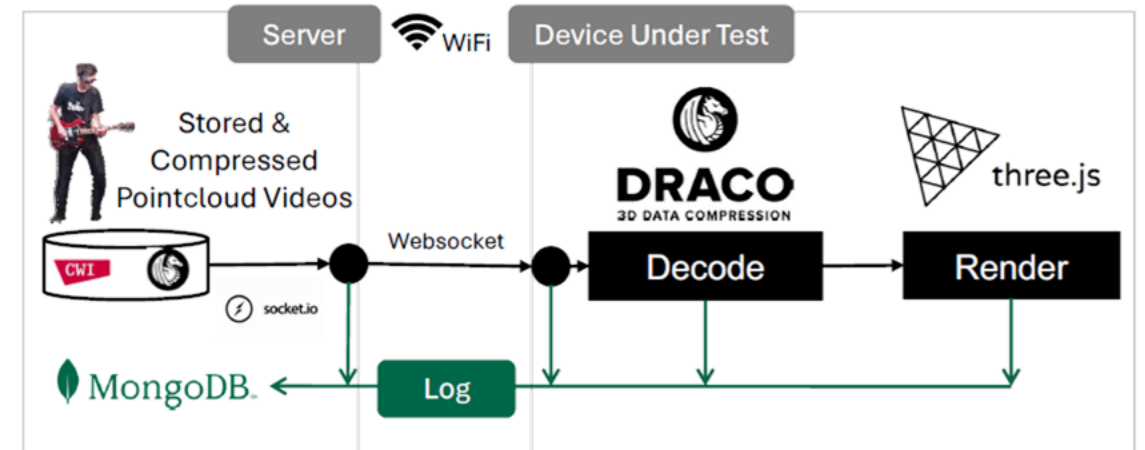 Server
WiFi
Device Under Test
Stored &
Compressed
Pointcloud Videos
DRACO
3D DATA COMPRESSION
three.js
Websocket
CWI
Decode
Render
socket.io
MongoDB.
Log